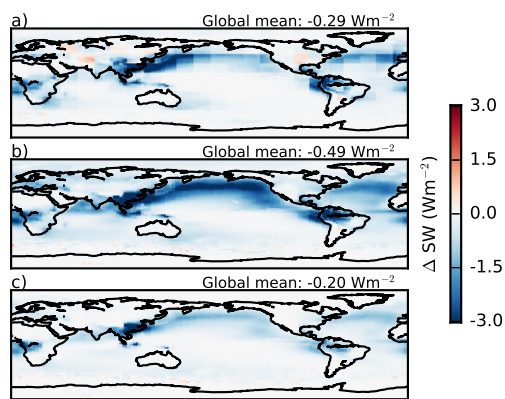 a) Global mean: -0.29 Wm⁻²
b) Global mean: -0.49 Wm⁻²
c) Global mean: -0.20 Wm⁻²
3.0
1.5
0.0
-1.5
-3.0
Δ SW (Wm⁻²)